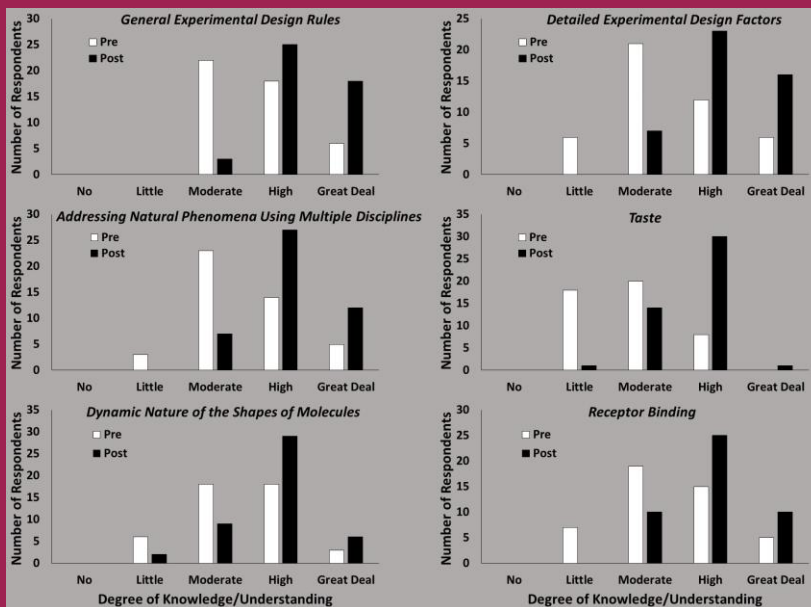 General Experimental Design Rules
Number of Respondents
30
25
20
15
10
5
0
Pre
Post
No Little Moderate High Great Deal
Detailed Experimental Design Factors
Number of Respondents
25
20
15
10
5
0
Pre
Post
No Little Moderate High Great Deal
Addressing Natural Phenomena Using Multiple Disciplines
Number of Respondents
30
25
20
15
10
5
0
Pre
Post
No Little Moderate High Great Deal
Taste
Number of Respondents
35
30
25
20
15
10
5
0
Pre
Post
No Little Moderate High Great Deal
Dynamic Nature of the Shapes of Molecules
Number of Respondents
35
30
25
20
15
10
5
0
Pre
Post
No Little Moderate High Great Deal
Degree of Knowledge/Understanding
Receptor Binding
Number of Respondents
30
25
20
15
10
5
0
Pre
Post
No Little Moderate High Great Deal
Degree of Knowledge/Understanding